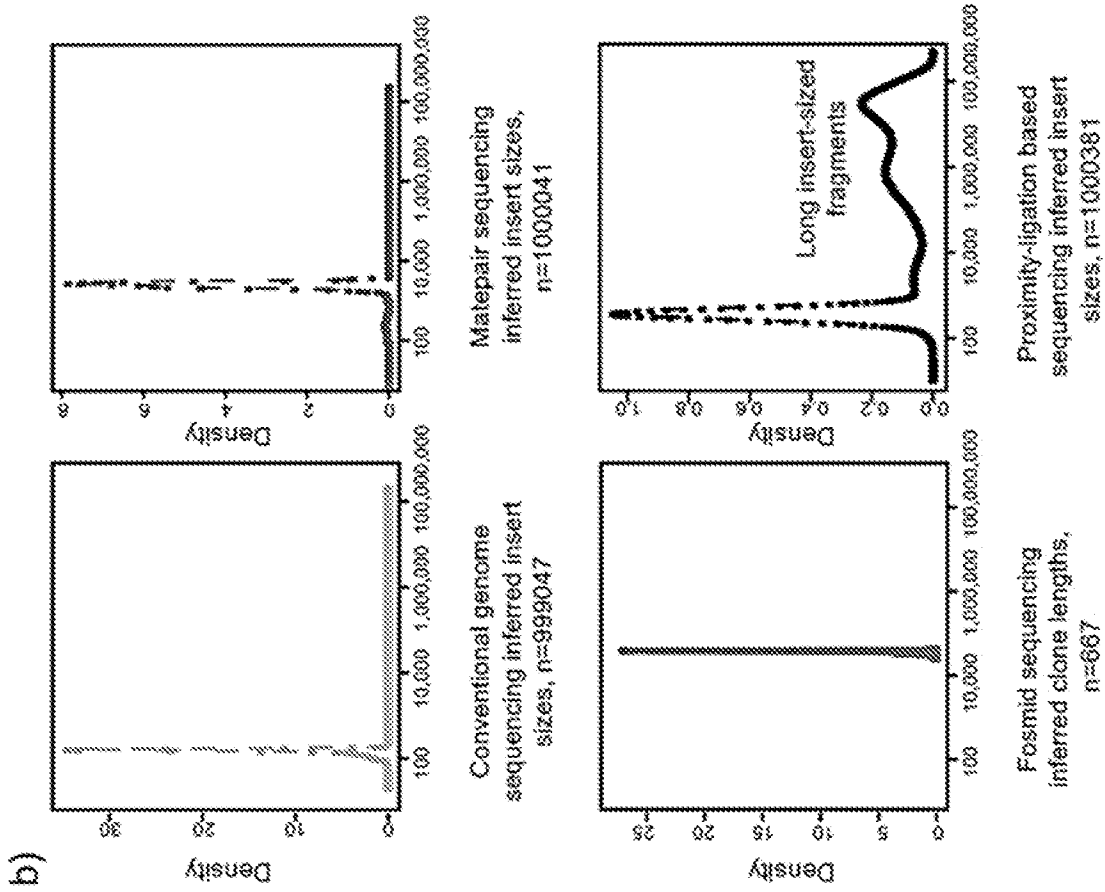 b)
Density
30
20
10
0
100
10,000
1,000,000
100,000,000
Conventional genome
sequencing inferred insert
sizes, n=999047
Density
8
6
4
2
0
100
10,000
1,000,000
100,000,000
Matepair sequencing
inferred insert sizes,
n=1000041
Density
25
20
15
10
5
0
100
10,000
1,000,000
100,000,000
Fosmid sequencing
inferred clone lengths,
n=667
Density
1.0
0.8
0.6
0.4
0.2
0.0
Long insert-sized
fragments
100
10,000
1,000,000
100,000,000
Proximity-ligation based
sequencing inferred insert
sizes, n=1000381